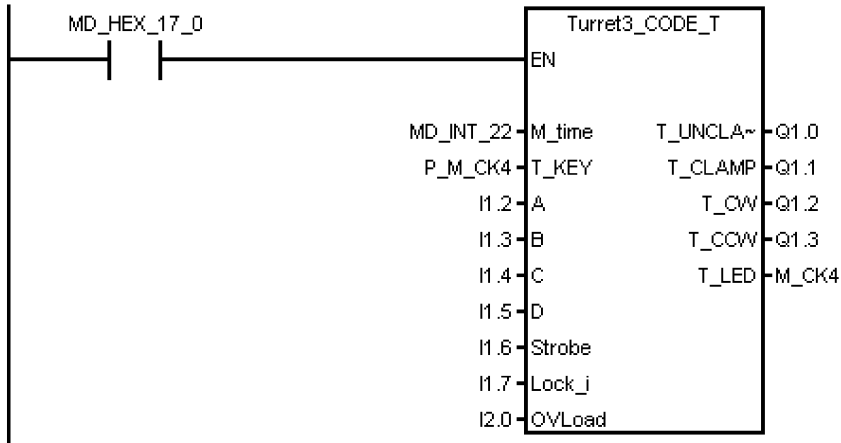 MD_HEX_17_0
Turret3_CODE_T
EN
MD_INT_22 M_time T_UNCLA~ Q1.0
P_M_CK4 T_KEY T_CLAMP Q1.1
I1.2 A T_CW Q1.2
I1.3 B T_CCW Q1.3
I1.4 C T_LED M_CK4
I1.5 D
I1.6 Strobe
I1.7 Lock_i
I2.0 OVLoad